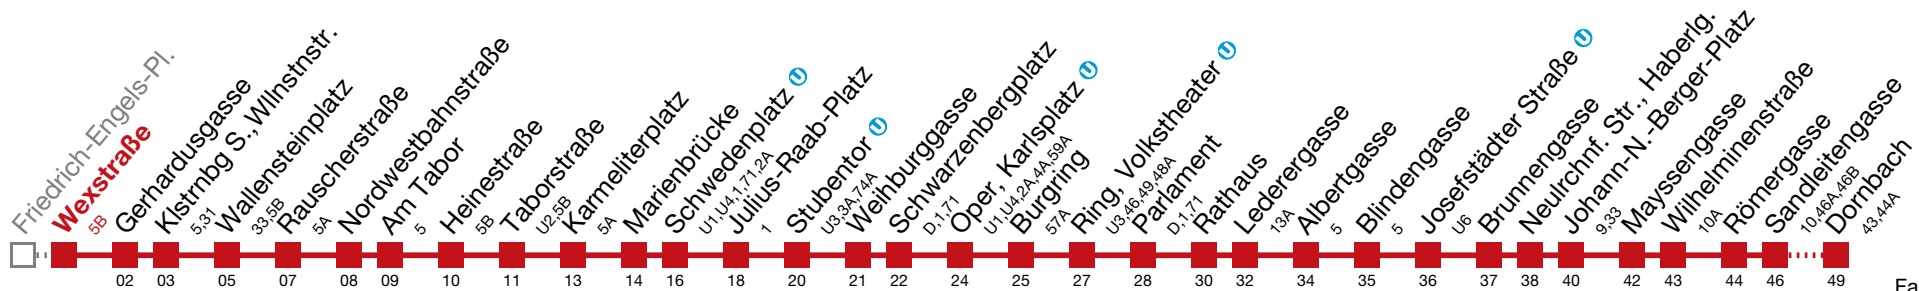 Friedrich-Engels-Pl.
Wexstraße
5B
Gerhardusgasse
Klstrnbg S., Wllnstnstr.
5,31
Wallensteinplatz
33,5B
Rauscherstraße
5A
Nordwestbahnstraße
Am Tabor
5
Heinestraße
5B
Taborstraße
U2,5B
Karmeliterplatz
5A
Marienbrücke
Schwedenplatz U
U1,U4,1,71,2A
Julius-Raab-Platz
1
Stubentor U
U3,3A,74A
Weihburggasse
Schwarzenbergplatz
D,1,71
Oper, Karlsplatz U
U1,U4,2A,4A,59A
Burgring
57A
Ring, Volkstheater U
U3,46,49,48A
Parlament
D,1,71
Rathaus
Lederergasse
13A
Albertgasse
5
Blindengasse
5
Josefstädter Straße U
U6
Brunnengasse
Neulrchnf. Str., Haberlg.
Johann-N.-Berger-Platz
9,33
Mayssengasse
Wilhelminenstraße
10A
Römergasse
Sandleitengasse
10,46A,46B
Dornbach
43,44A
02 03 05 07 08 09 10 11 13 14 16 18 20 21 22 24 25 27 28 30 32 34 35 36 37 38 40 42 43 44 46 49
Fa